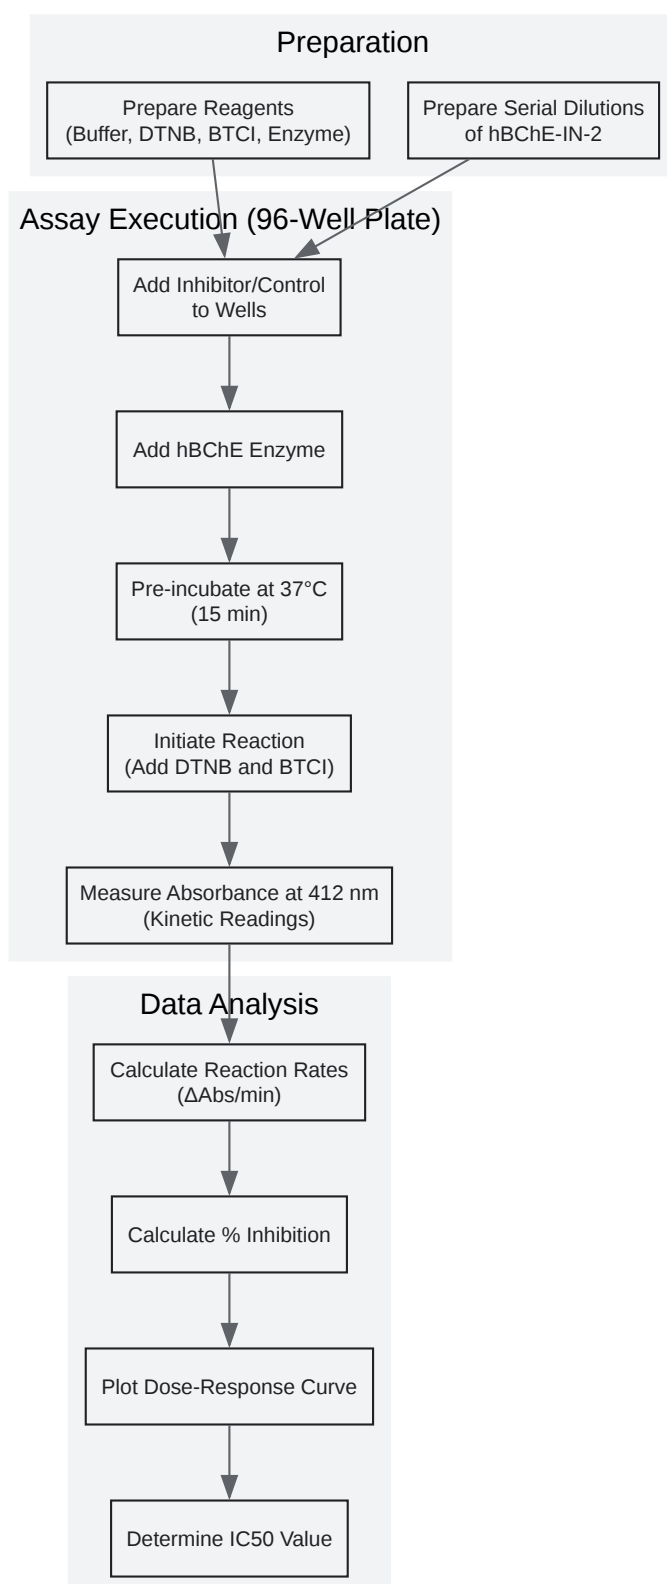 Preparation
Prepare Reagents
(Buffer, DTNB, BTCI, Enzyme)
Prepare Serial Dilutions
of hBChE-IN-2
Assay Execution (96-Well Plate)
Add Inhibitor/Control
to Wells
Add hBChE Enzyme
Pre-incubate at 37°C
(15 min)
Initiate Reaction
(Add DTNB and BTCI)
Measure Absorbance at 412 nm
(Kinetic Readings)
Data Analysis
Calculate Reaction Rates
(ΔAbs/min)
Calculate % Inhibition
Plot Dose-Response Curve
Determine IC50 Value